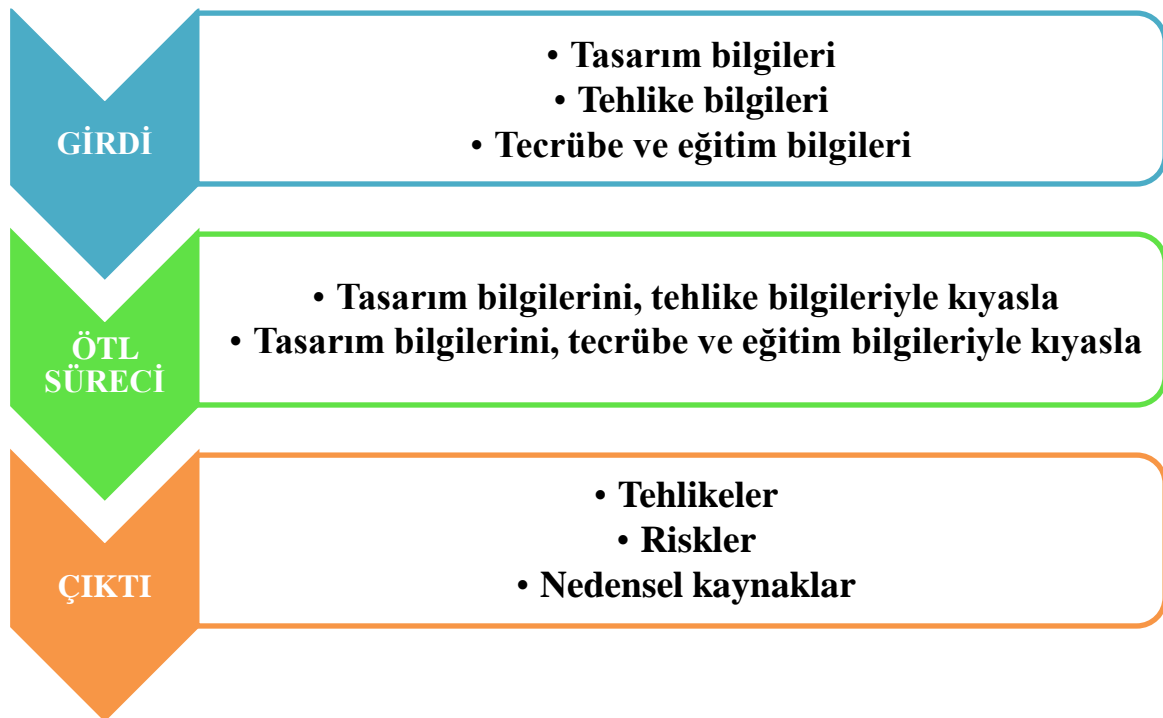 GİRDİ
• Tasarım bilgileri
• Tehlike bilgileri
• Tecrübe ve eğitim bilgileri
ÖTL
SÜRECİ
• Tasarım bilgilerini, tehlike bilgileriyle kıyasla
• Tasarım bilgilerini, tecrübe ve eğitim bilgileriyle kıyasla
ÇIKTI
• Tehlikeler
• Riskler
• Nedensel kaynaklar